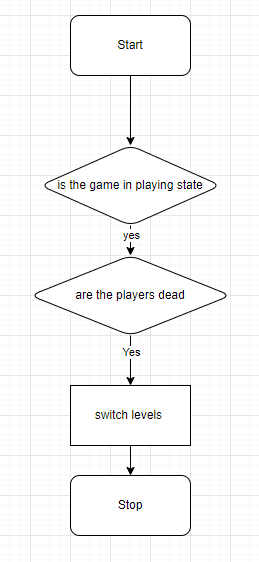 Start
is the game in playing state
yes
are the players dead
Yes
switch levels
Stop